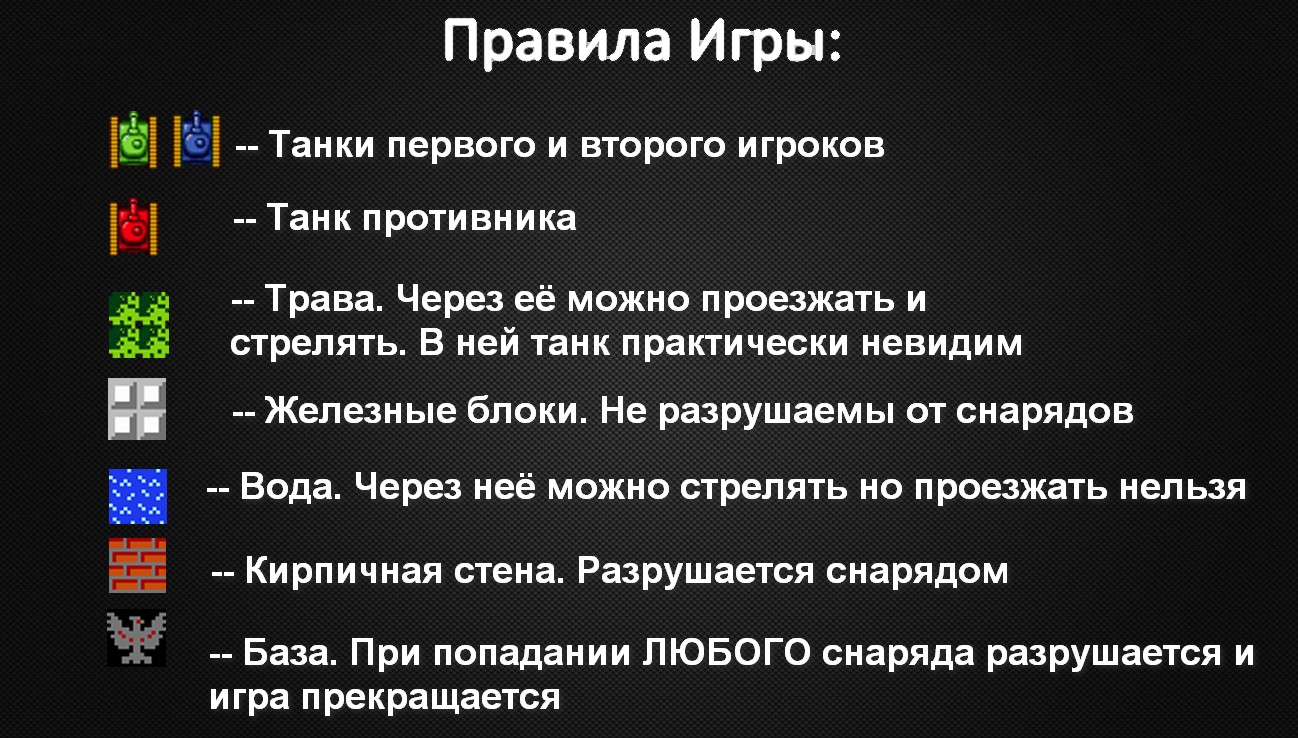 Правила Игры:
-- Танки первого и второго игроков
-- Танк противника
-- Трава. Через её можно проезжать и
стрелять. В ней танк практически невидим
-- Железные блоки. Не разрушаемы от снарядов
-- Вода. Через неё можно стрелять но проезжать нельзя
-- Кирпичная стена. Разрушается снарядом
-- База. При попадании ЛЮБОГО снаряда разрушается и
игра прекращается